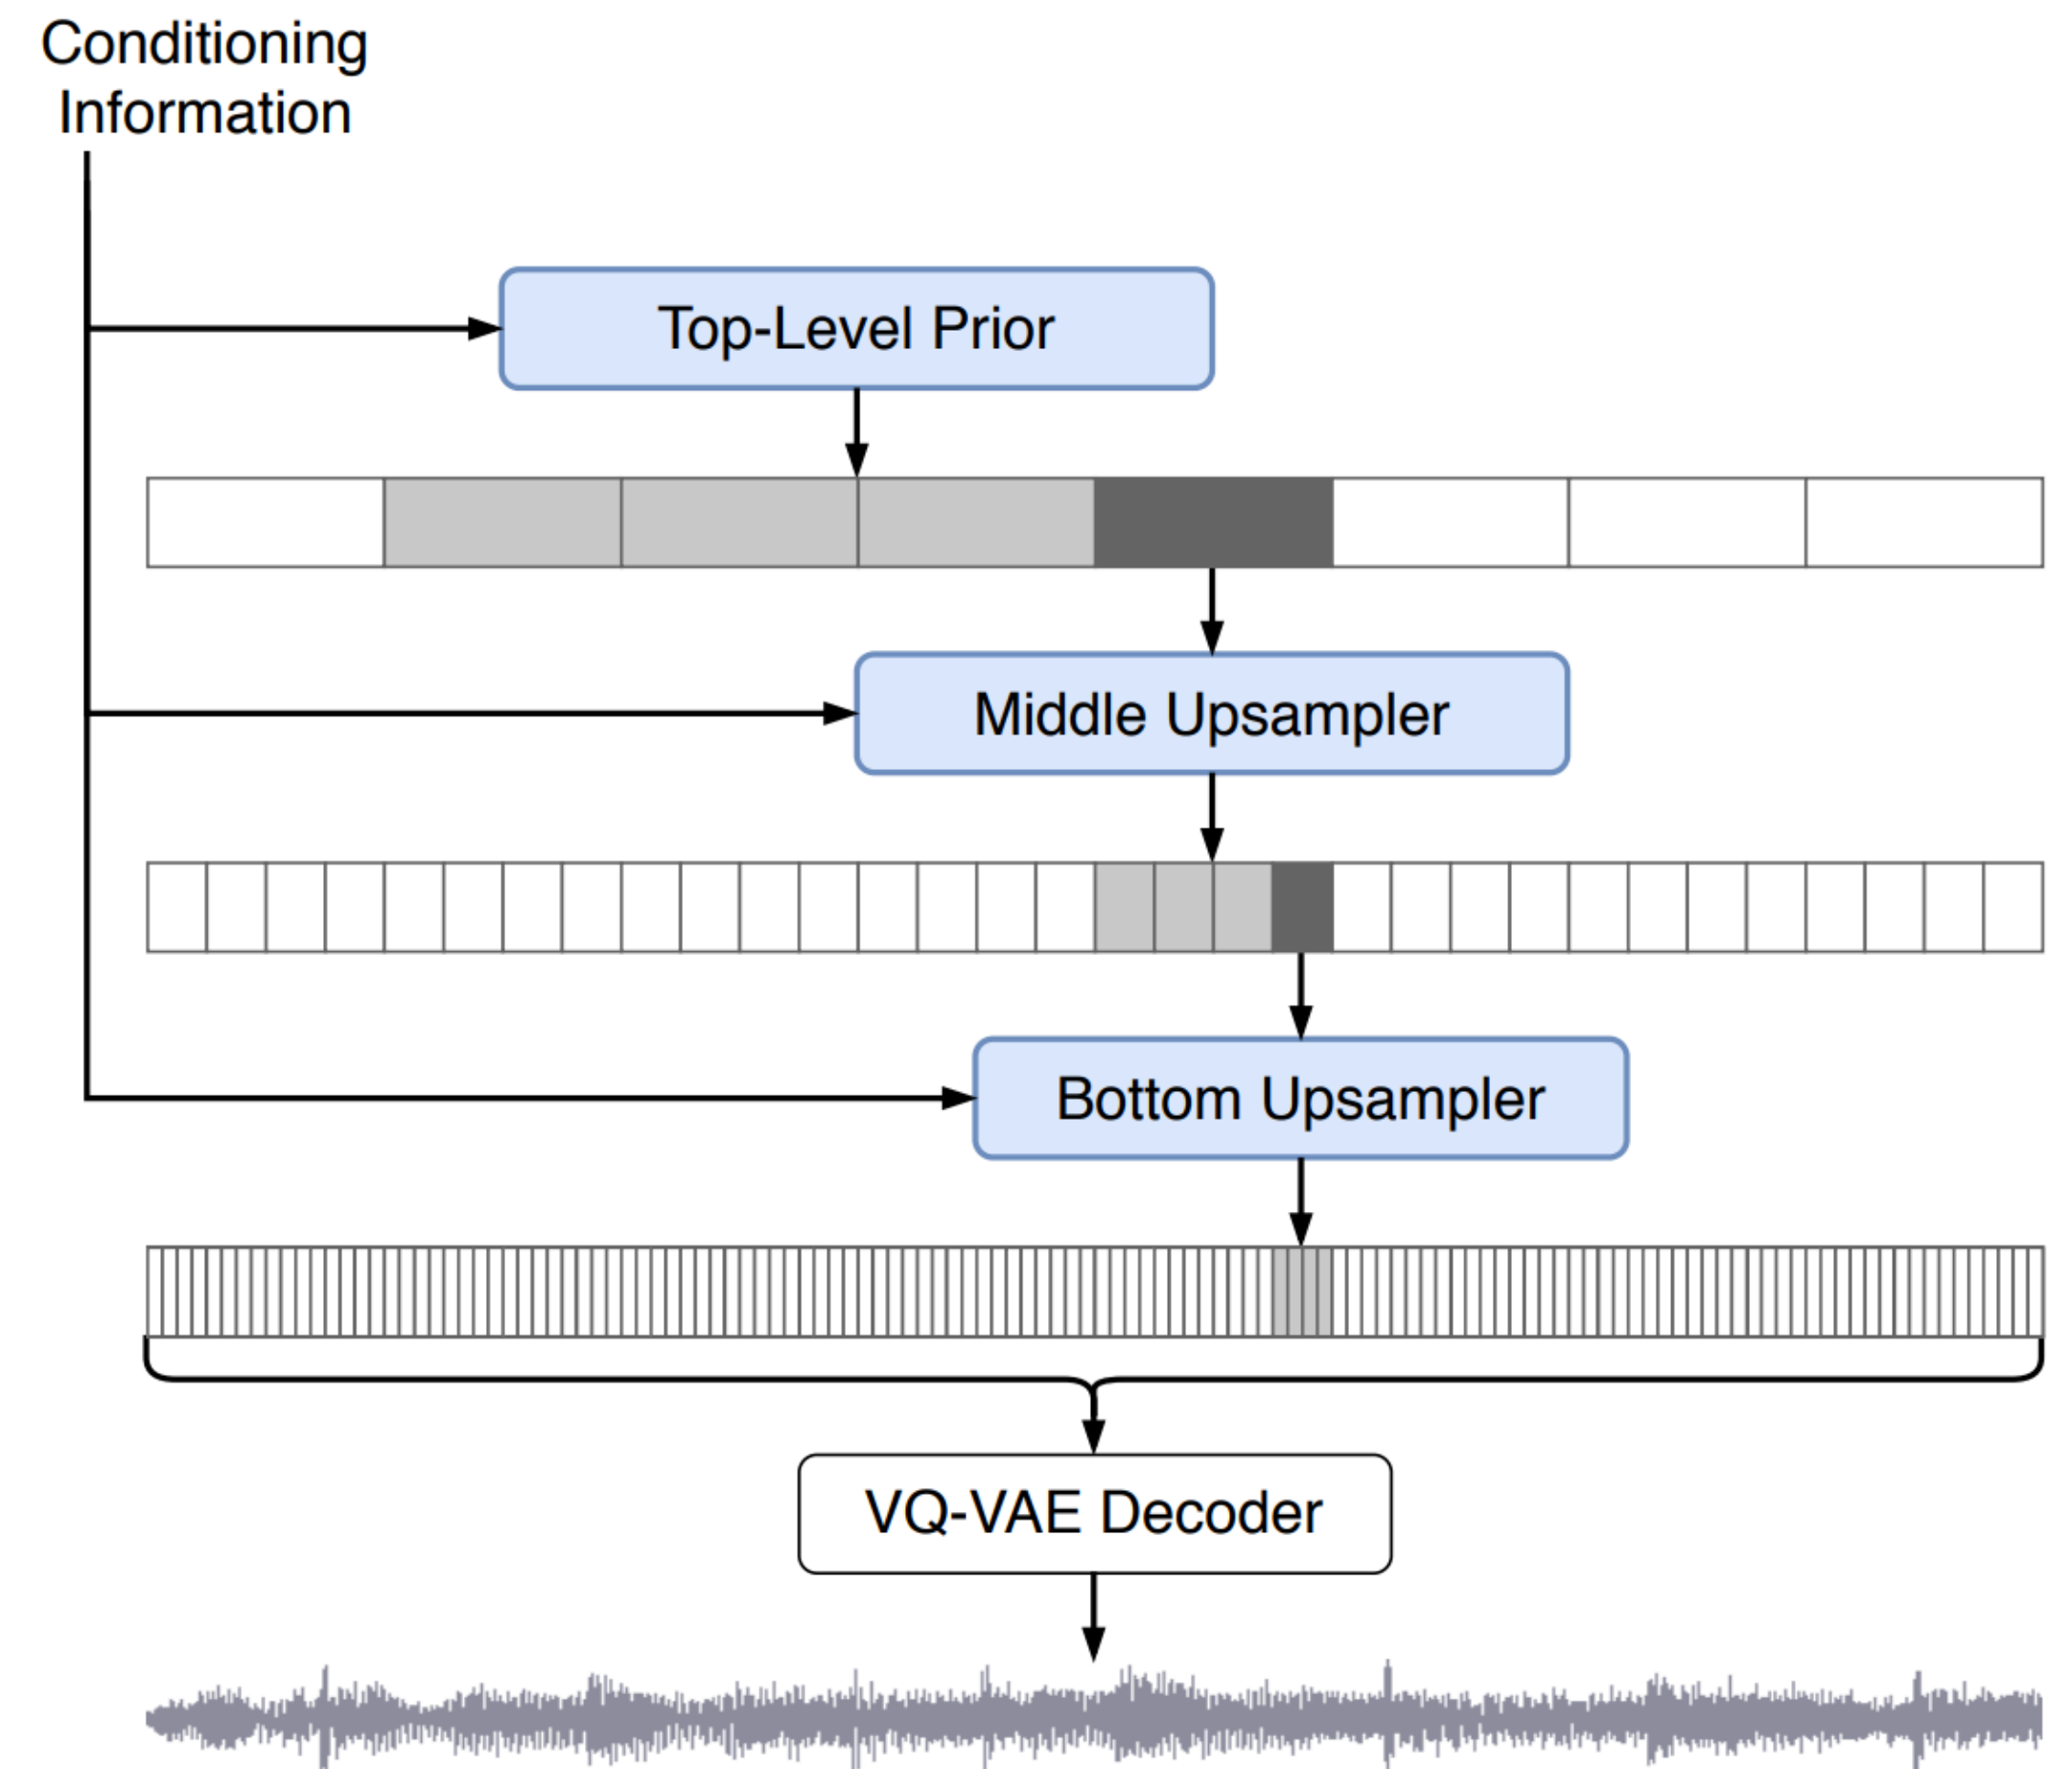 Conditioning
Information
Top-Level Prior
Middle Upsampler
Bottom Upsampler
VQ-VAE Decoder